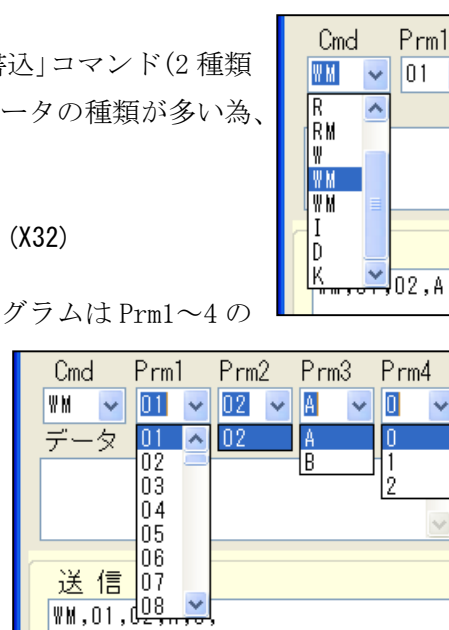 書込」コマンド(2 種類
ータの種類が多い為、
(X32)
グラムは Prm1～4 の
Cmd Prm1
WM 01
R
RM
W
WM
WM
I
D
K
02,A
Cmd Prm1 Prm2 Prm3 Prm4
WM 01 02 A 0
データ
01 02 A 0
02 B 1
03 2
04
05
06
07
08
送信
WM,01,